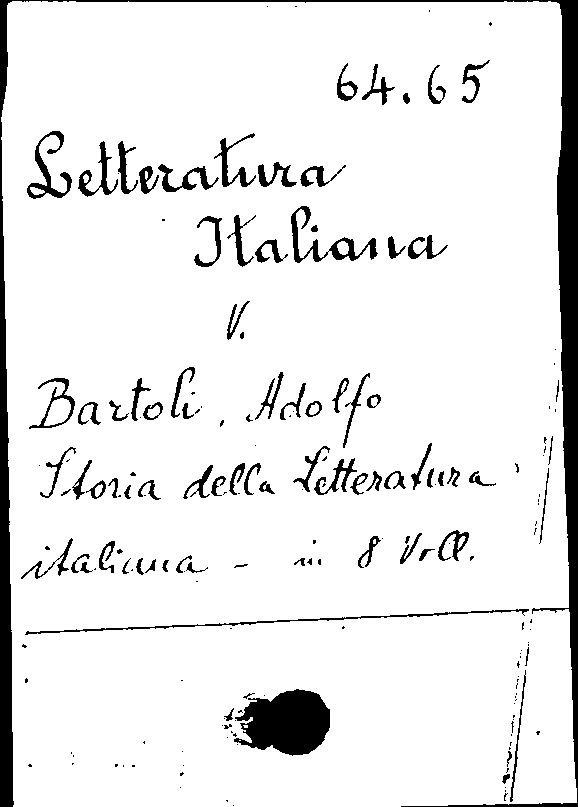 64.65
Letteratura
Italiana
V.
Bartoli, Adolfo
Storia della Letteratura
italiana - in 8 Voll.